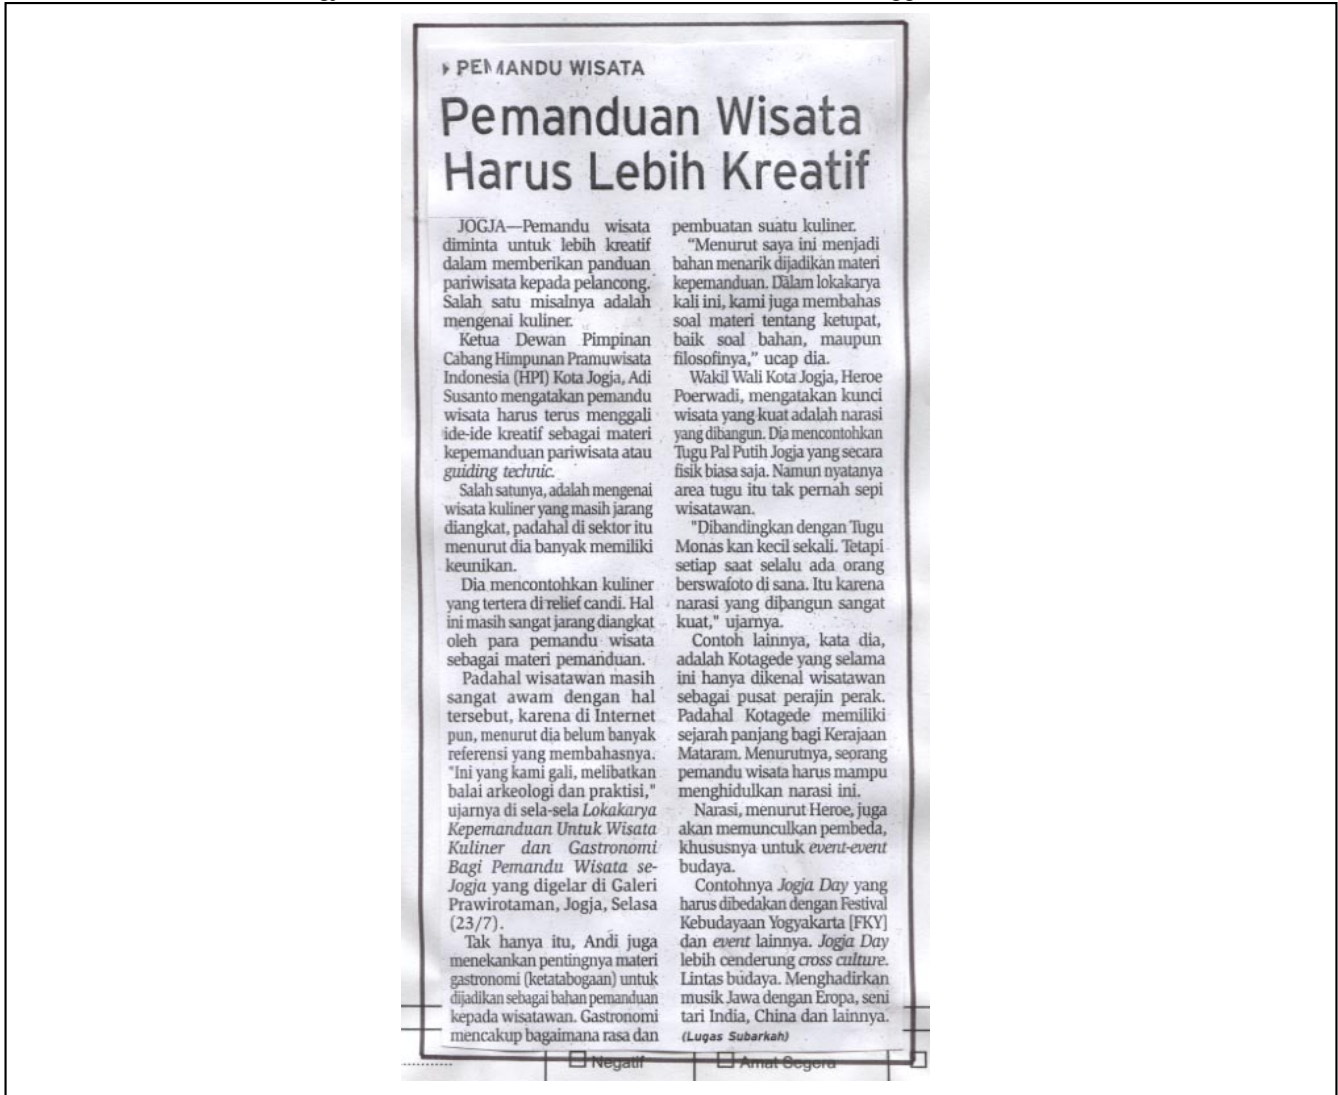 PEMANDU WISATA
Pemanduan Wisata
Harus Lebih Kreatif
JOGJA—Pemandu wisata
diminta untuk lebih kreatif
dalam memberikan panduan
pariwisata kepada pelancong.
Salah satu misalnya adalah
mengenai kuliner.
Ketua Dewan Pimpinan
Cabang Himpunan Pramuwisata
Indonesia (HPI) Kota Jogja, Adi
Susanto mengatakan pemandu
wisata harus terus menggali
ide-ide kreatif sebagai materi
kepemanduan pariwisata atau
guiding technic.
Salah satunya, adalah mengenai
wisata kuliner yang masih jarang
diangkat, padahal di sektor itu
menurut dia banyak memiliki
keunikan.
Dia mencontohkan kuliner
yang tertera di relief candi. Hal
ini masih sangat jarang diangkat
oleh para pemandu wisata
sebagai materi pemanduan.
Padahal wisatawan masih
sangat awam dengan hal
tersebut, karena di Internet
pun, menurut dia belum banyak
referensi yang membahasnya.
"Ini yang kami gali, melibatkan
balai arkeologi dan praktisi,"
ujarnya di sela-sela Lokakarya
Kepemanduan Untuk Wisata
Kuliner dan Gastronomi
Bagi Pemandu Wisata se-
Jogja yang digelar di Galeri
Prawirotaman, Jogja, Selasa
(23/7).
Tak hanya itu, Andi juga
menekankan pentingnya materi
gastronomi (ketatabogaan) untuk
dijadikan sebagai bahan pemanduan
kepada wisatawan. Gastronomi
mencakup bagaimana rasa dan
pembuatan suatu kuliner.
"Menurut saya ini menjadi
bahan menarik dijadikan materi
kepemanduan. Dalam lokakarya
kali ini, kami juga membahas
soal materi tentang ketupat,
baik soal bahan, maupun
filosofinya," ucap dia.
Wakil Wali Kota Jogja, Heroe
Poerwadi, mengatakan kunci
wisata yang kuat adalah narasi
yang dibangun. Dia mencontohkan
Tugu Pal Putih Jogja yang secara
fisik biasa saja. Namun nyatanya
area tugu itu tak pernah sepi
wisatawan.
"Dibandingkan dengan Tugu
Monas kan kecil sekali. Tetapi
setiap saat selalu ada orang
berswafoto di sana. Itu karena
narasi yang dibangun sangat
kuat," ujarnya.
Contoh lainnya, kata dia,
adalah Kotagede yang selama
ini hanya dikenal wisatawan
sebagai pusat perajin perak.
Padahal Kotagede memiliki
sejarah panjang bagi Kerajaan
Mataram. Menurutnya, seorang
pemandu wisata harus mampu
menghidulkan narasi ini.
Narasi, menurut Heroe, juga
akan memunculkan pembeda,
khususnya untuk event-event
budaya.
Contohnya Jogja Day yang
harus dibedakan dengan Festival
Kebudayaan Yogyakarta [FKY]
dan event lainnya. Jogja Day
lebih cenderung cross culture.
Lintas budaya. Menghadirkan
musik Jawa dengan Eropa, seni
tari India, China dan lainnya.
(Lugas Subarkah)
Negatif
Amat Segera